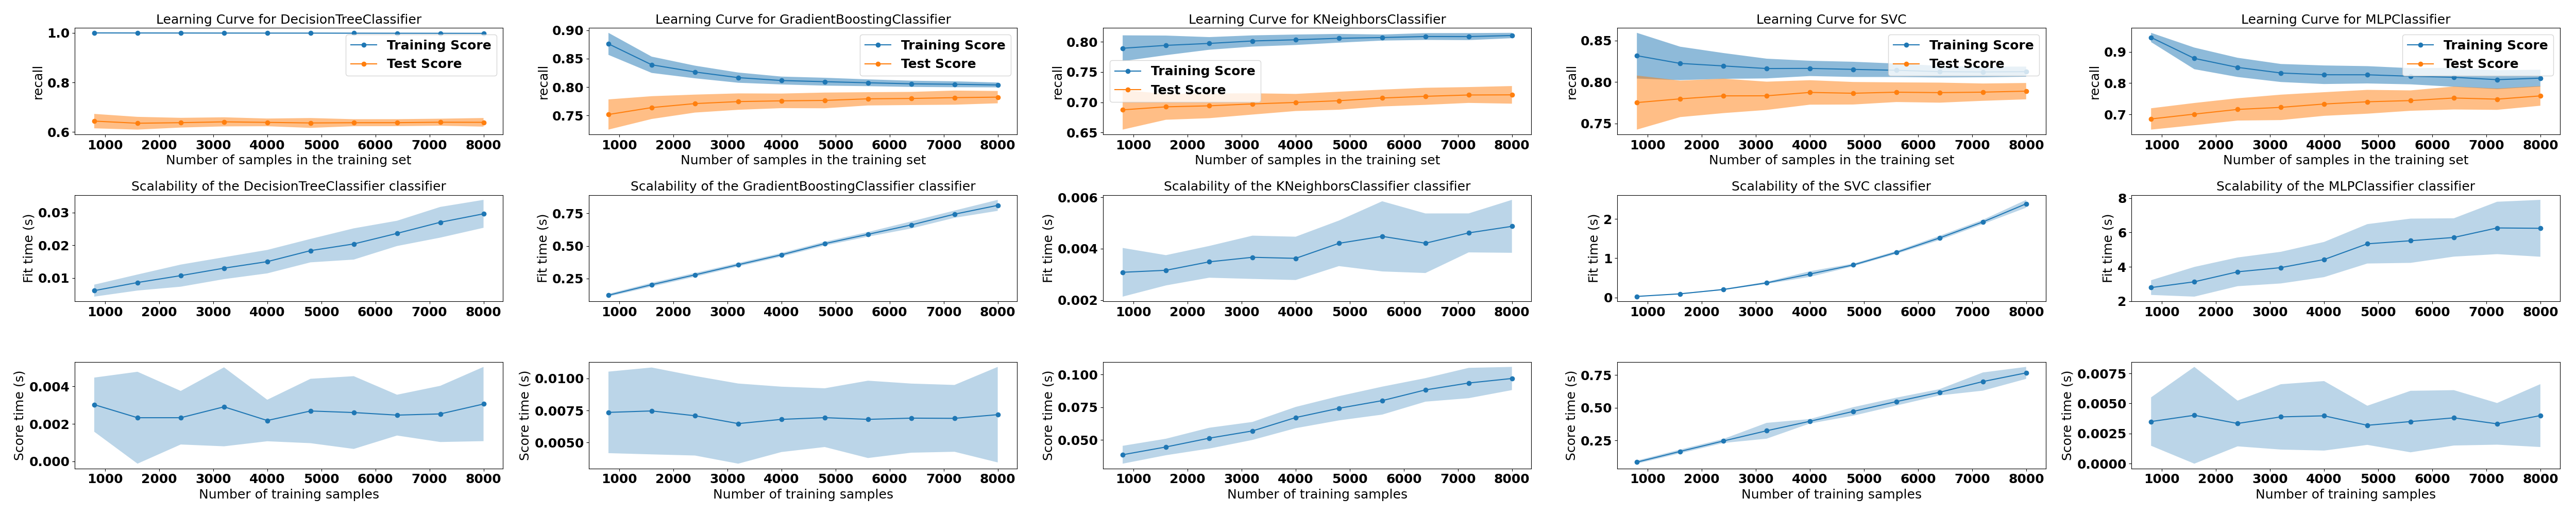 Learning Curve for DecisionTreeClassifier
recall
1.0
0.8
0.6
Training Score
Test Score
1000 2000 3000 4000 5000 6000 7000 8000
Number of samples in the training set
Learning Curve for GradientBoostingClassifier
recall
0.90
0.85
0.80
0.75
Training Score
Test Score
1000 2000 3000 4000 5000 6000 7000 8000
Number of samples in the training set
Learning Curve for KNeighborsClassifier
recall
0.80
0.75
0.70
0.65
Training Score
Test Score
1000 2000 3000 4000 5000 6000 7000 8000
Number of samples in the training set
Learning Curve for SVC
recall
0.85
0.80
0.75
Training Score
Test Score
1000 2000 3000 4000 5000 6000 7000 8000
Number of samples in the training set
Learning Curve for MLPClassifier
recall
0.9
0.8
0.7
Training Score
Test Score
1000 2000 3000 4000 5000 6000 7000 8000
Number of samples in the training set
Scalability of the DecisionTreeClassifier classifier
Fit time (s)
0.03
0.02
0.01
1000 2000 3000 4000 5000 6000 7000 8000
Scalability of the GradientBoostingClassifier classifier
Fit time (s)
0.75
0.50
0.25
1000 2000 3000 4000 5000 6000 7000 8000
Scalability of the KNeighborsClassifier classifier
Fit time (s)
0.006
0.004
0.002
1000 2000 3000 4000 5000 6000 7000 8000
Scalability of the SVC classifier
Fit time (s)
2
1
0
1000 2000 3000 4000 5000 6000 7000 8000
Scalability of the MLPClassifier classifier
Fit time (s)
8
6
4
2
1000 2000 3000 4000 5000 6000 7000 8000
Score time (s)
0.004
0.002
0.000
1000 2000 3000 4000 5000 6000 7000 8000
Number of training samples
Score time (s)
0.0100
0.0075
0.0050
1000 2000 3000 4000 5000 6000 7000 8000
Number of training samples
Score time (s)
0.100
0.075
0.050
1000 2000 3000 4000 5000 6000 7000 8000
Number of training samples
Score time (s)
0.75
0.50
0.25
1000 2000 3000 4000 5000 6000 7000 8000
Number of training samples
Score time (s)
0.0075
0.0050
0.0025
0.0000
1000 2000 3000 4000 5000 6000 7000 8000
Number of training samples